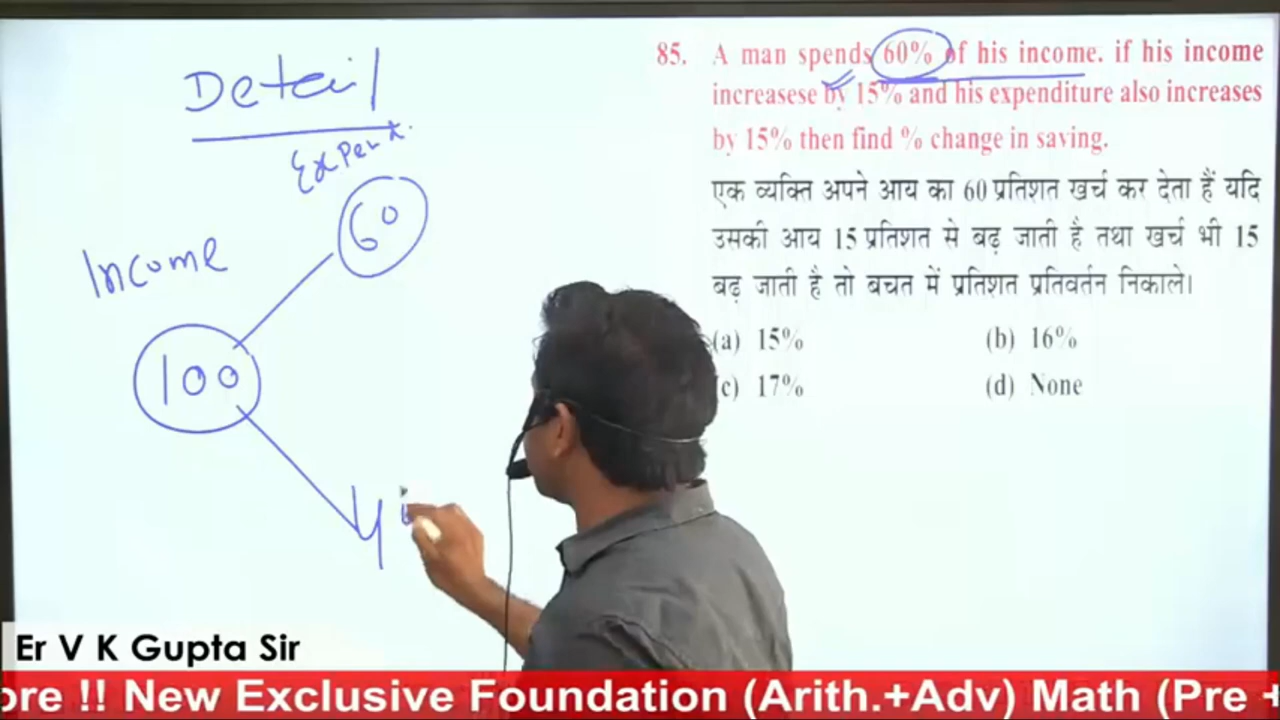 Detail
Expen
60
Income
100
4
85. A man spends 60% of his income. if his income
increasese by 15% and his expenditure also increases
by 15% then find % change in saving.
एक व्यक्ति अपने आय का 60 प्रतिशत खर्च कर देता हैं यदि
उसकी आय 15 प्रतिशत से बढ़ जाती है तथा खर्च भी 15
बढ़ जाती है तो बचत में प्रतिशत प्रतिवर्तन निकाले।
(a) 15% (b) 16%
c) 17% (d) None
Er V K Gupta Sir
ore !! New Exclusive Foundation (Arith.+Adv) Math (Pre +